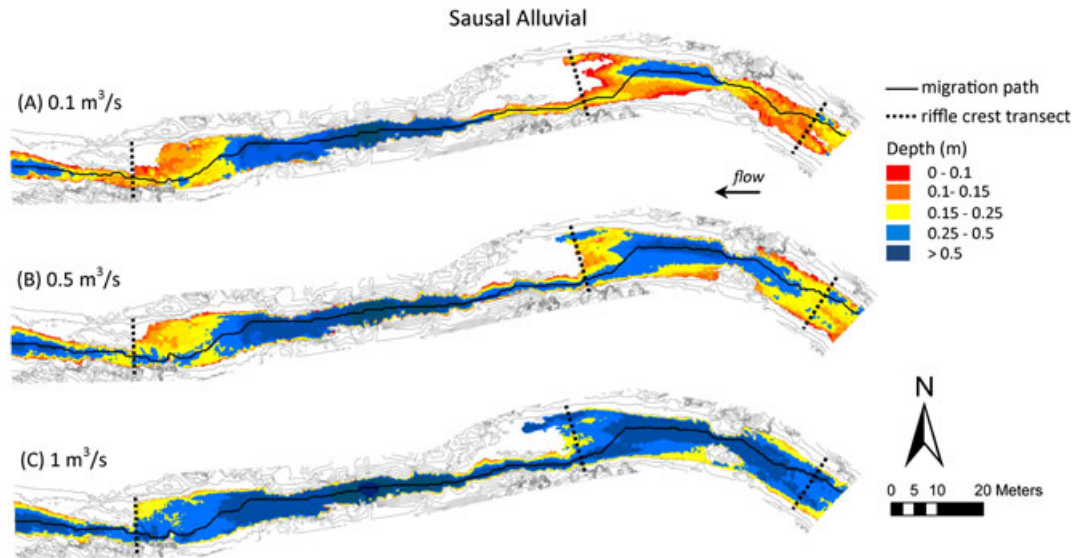 Sausal Alluvial
(A) 0.1 m³/s
migration path
riffle crest transect
Depth (m)
0 - 0.1
0.1- 0.15
0.15 - 0.25
0.25 - 0.5
> 0.5
flow
(B) 0.5 m³/s
(C) 1 m³/s
N
0 5 10 20 Meters